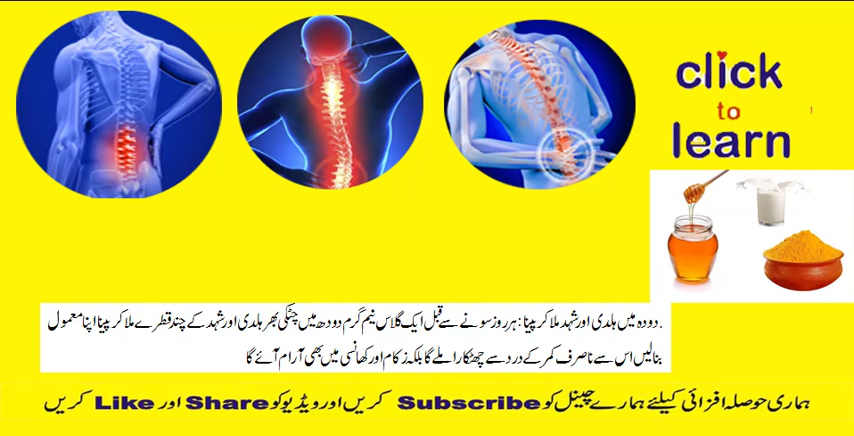 click
to
learn
.دودہ میں ہلدی اور شہد ملا کر پینا: ہر روز سونے سے قبل ایک گلاس نیم گرم دودھ میں چٹکی بھر ہلدی اور شہد کے چند قطرے ملا کر پینا اپنا معمول
بنا لیں اس سے نا صرف کمر کے درد سے چھٹکارا ملے گا بلکہ زکام اور کھانسی میں بھی آرام آئے گا
ہماری حوصلہ افزائی کیلئے ہمارے چینل کو Subscribe کریں اور ویڈیو کو Share اور Like کریں